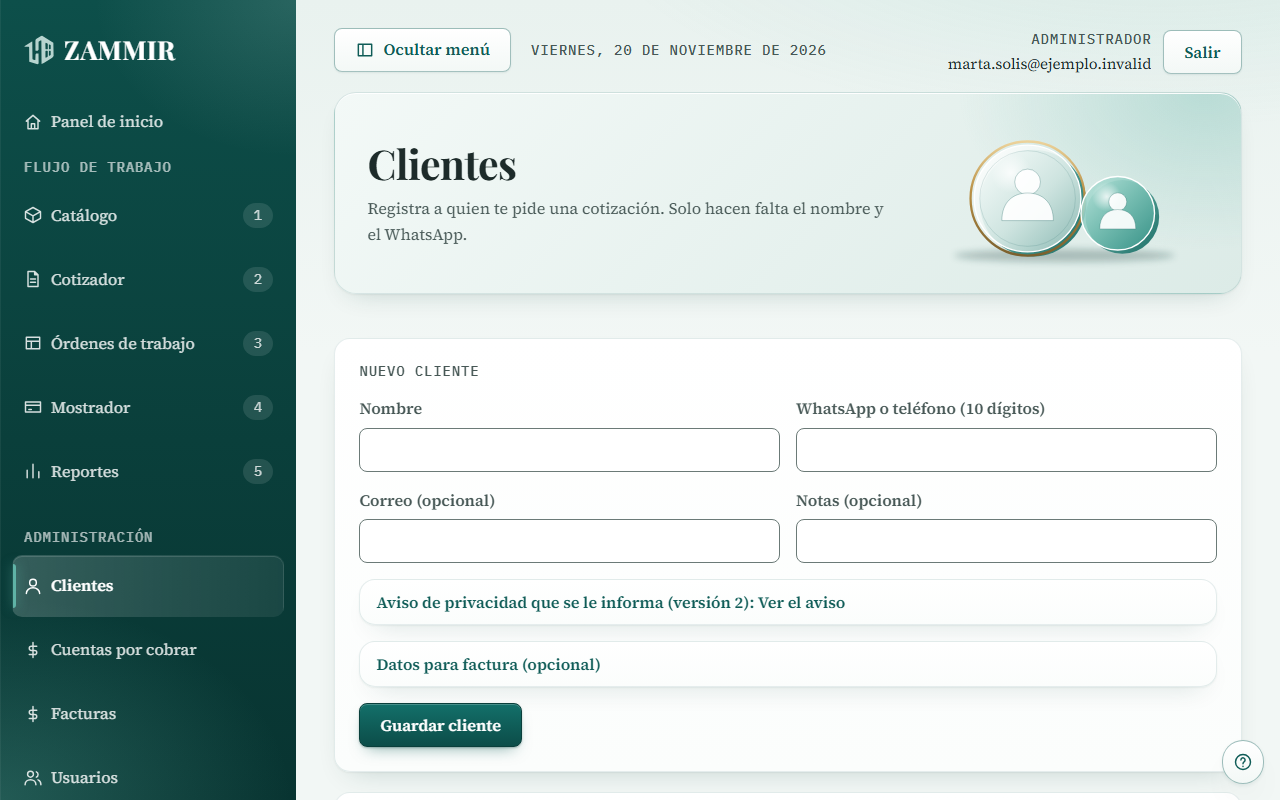 ZAMMIR
Panel de inicio
FLUJO DE TRABAJO
Catálogo 1
Cotizador 2
Órdenes de trabajo 3
Mostrador 4
Reportes 5
ADMINISTRACIÓN
Clientes
Cuentas por cobrar
Facturas
Usuarios
Ocultar menú
VIERNES, 20 DE NOVIEMBRE DE 2026
ADMINISTRADOR
marta.solis@ejemplo.invalid
Salir
Clientes
Registra a quien te pide una cotización. Solo hacen falta el nombre y
el WhatsApp.
NUEVO CLIENTE
Nombre
WhatsApp o teléfono (10 dígitos)
Correo (opcional)
Notas (opcional)
Aviso de privacidad que se le informa (versión 2): Ver el aviso
Datos para factura (opcional)
Guardar cliente